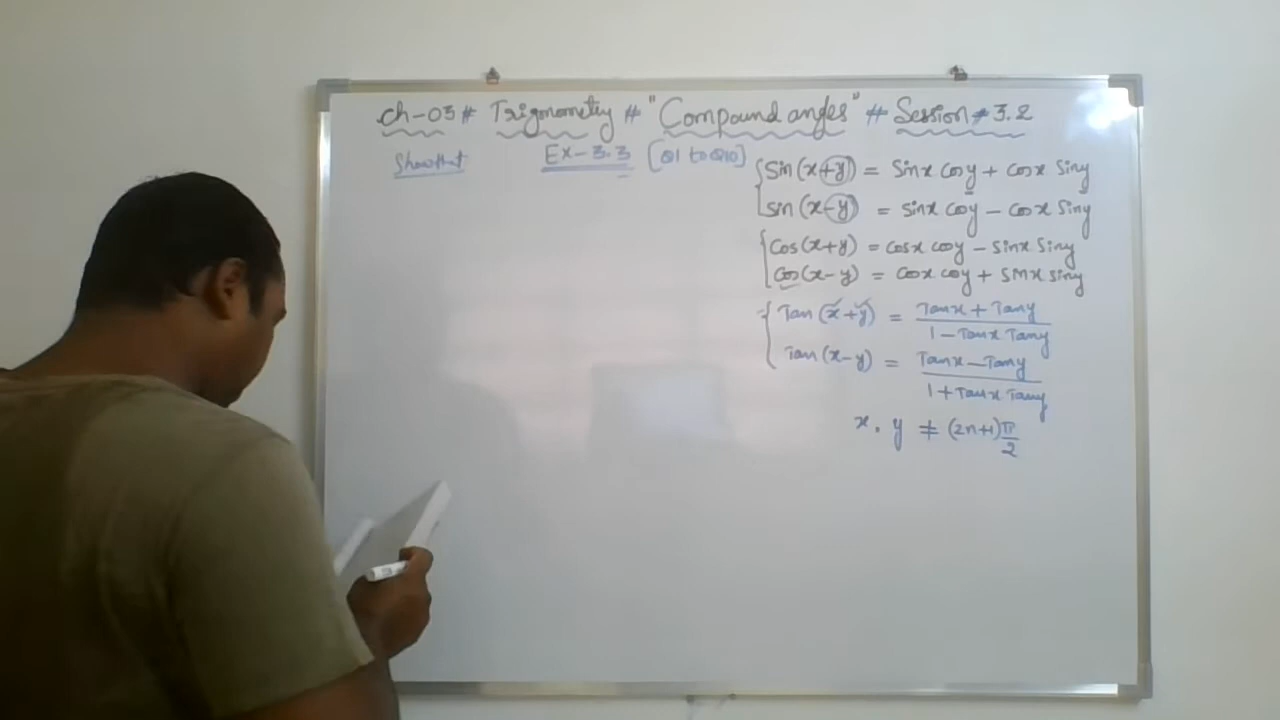 Ch-03 # Trignometry # "Compound angles" # Session # 3.2
Show that
Ex-3.3 [Q1 to Q10]
Sin(x+y) = Sinx Cosy + Cosx Siny
Sin(x-y) = Sinx Cosy - Cosx Siny
Cos(x+y) = Cosx Cosy - Sinx Siny
Cos(x-y) = Cosx Cosy + Sinx Siny
Tan(x+y) = Tanx + Tany / 1 - Tanx Tany
Tan(x-y) = Tanx - Tany / 1 + Tanx Tany
x, y ≠ (2n+1) π/2